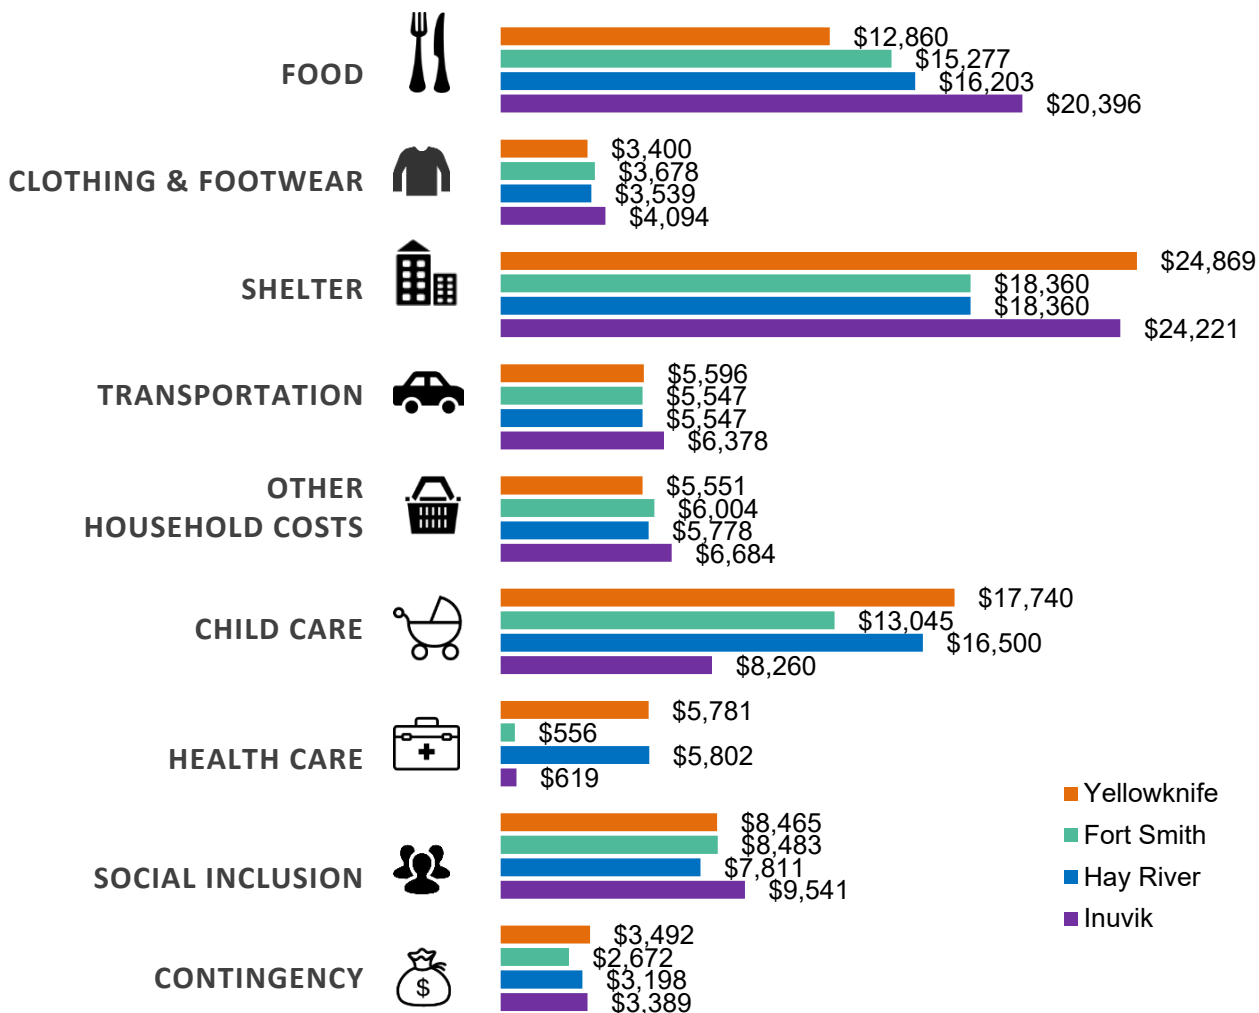 FOOD
$12,860
$15,277
$16,203
$20,396
CLOTHING & FOOTWEAR
$3,400
$3,678
$3,539
$4,094
SHELTER
$24,869
$18,360
$18,360
$24,221
TRANSPORTATION
$5,596
$5,547
$5,547
$6,378
OTHER
HOUSEHOLD COSTS
$5,551
$6,004
$5,778
$6,684
CHILD CARE
$17,740
$13,045
$16,500
$8,260
HEALTH CARE
$5,781
$556
$5,802
$619
SOCIAL INCLUSION
$8,465
$8,483
$7,811
$9,541
CONTINGENCY
$
$3,492
$2,672
$3,198
$3,389
Yellowknife
Fort Smith
Hay River
Inuvik